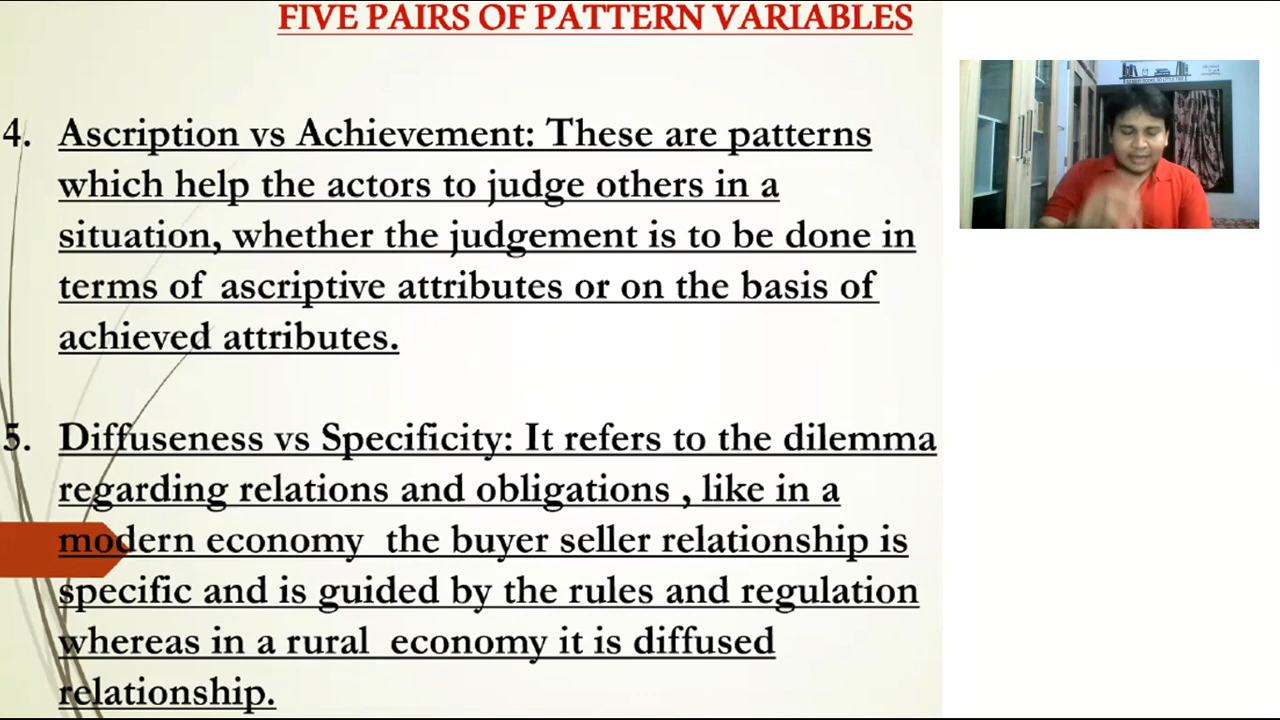 FIVE PAIRS OF PATTERN VARIABLES
4. Ascription vs Achievement: These are patterns
which help the actors to judge others in a
situation, whether the judgement is to be done in
terms of ascriptive attributes or on the basis of
achieved attributes.
5. Diffuseness vs Specificity: It refers to the dilemma
regarding relations and obligations , like in a
modern economy the buyer seller relationship is
specific and is guided by the rules and regulation
whereas in a rural economy it is diffused
relationship.